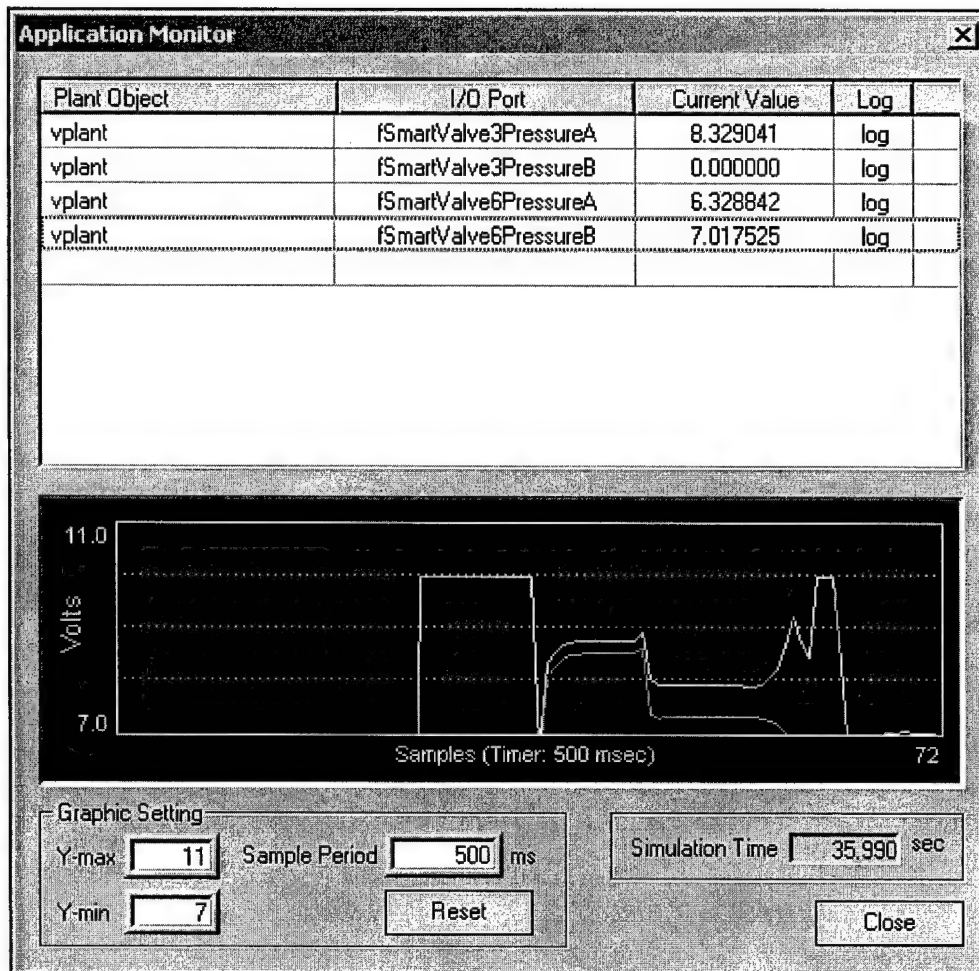 Application Monitor
Plant Object I/O Port Current Value Log
vplant fSmartValve3PressureA 8.329041 log
vplant fSmartValve3PressureB 0.000000 log
vplant fSmartValve6PressureA 6.328842 log
vplant fSmartValve6PressureB 7.017525 log
11.0
Volts
7.0
Samples (Timer: 500 msec) 72
Graphic Setting
Y-max 11 Sample Period 500 ms
Simulation Time 35.990 sec
Y-min 7 Reset
Close